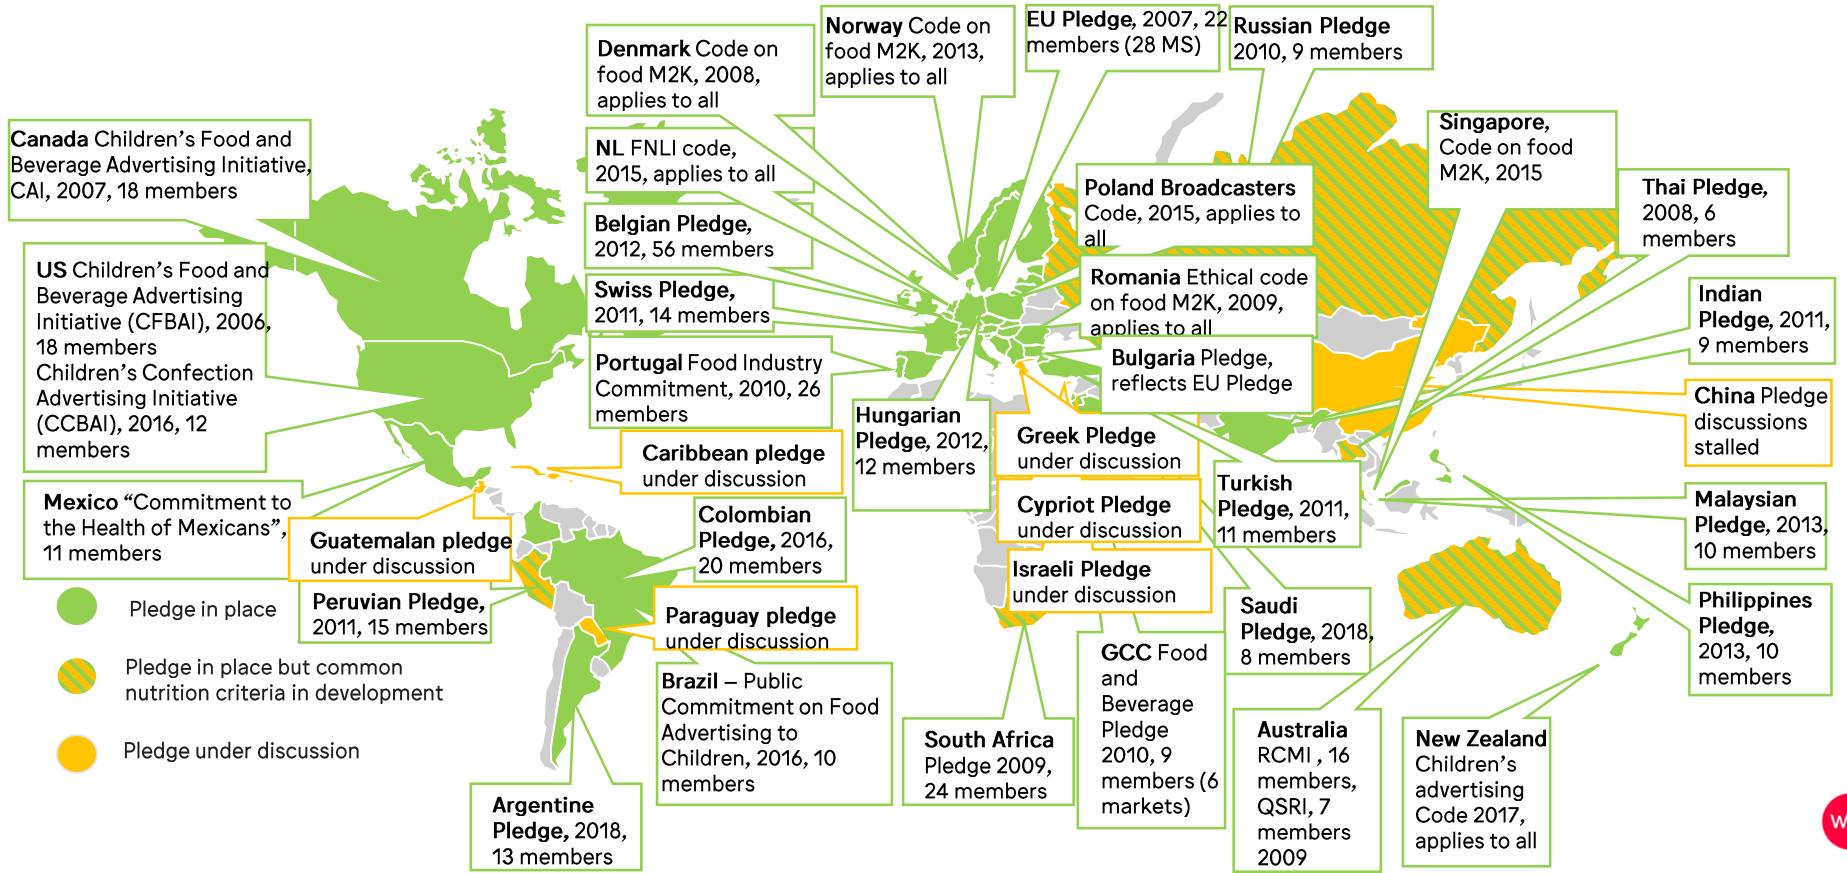 Canada Children's Food and
Beverage Advertising Initiative,
CAI, 2007, 18 members
US Children's Food and
Beverage Advertising
Initiative (CFBAI), 2006,
18 members
Children's Confection
Advertising Initiative
(CCBAI), 2016, 12
members
Mexico “Commitment to
the Health of Mexicans”,
11 members
Guatemalan pledge
under discussion
Peruvian Pledge,
2011, 15 members
Pledge in place
Pledge in place but common
nutrition criteria in development
Pledge under discussion
Denmark Code on
food M2K, 2008,
applies to all
NL FNLI code,
2015, applies to all
Belgian Pledge,
2012, 56 members
Swiss Pledge,
2011, 14 members
Portugal Food Industry
Commitment, 2010, 26
members
Caribbean pledge
under discussion
Colombian
Pledge, 2016,
20 members
Paraguay pledge
under discussion
Brazil – Public
Commitment on Food
Advertising to
Children, 2016, 10
members
Argentine
Pledge, 2018,
13 members
Norway Code on
food M2K, 2013,
applies to all
EU Pledge, 2007, 22
members (28 MS)
Russian Pledge
2010, 9 members
Poland Broadcasters
Code, 2015, applies to
all
Romania Ethical code
on food M2K, 2009,
applies to all
Bulgaria Pledge,
reflects EU Pledge
Hungarian
Pledge, 2012,
12 members
Greek Pledge
under discussion
Cypriot Pledge
under discussion
Israeli Pledge
under discussion
Turkish
Pledge, 2011,
11 members
Saudi
Pledge, 2018,
8 members
GCC Food
and
Beverage
Pledge
2010, 9
members (6
markets)
South Africa
Pledge 2009,
24 members
Australia
RCMI , 16
members,
QSRI, 7
members
2009
New Zealand
Children's
advertising
Code 2017,
applies to all
Singapore,
Code on food
M2K, 2015
Thai Pledge,
2008, 6
members
Indian
Pledge, 2011,
9 members
China Pledge
discussions
stalled
Malaysian
Pledge, 2013,
10 members
Philippines
Pledge,
2013, 10
members
W